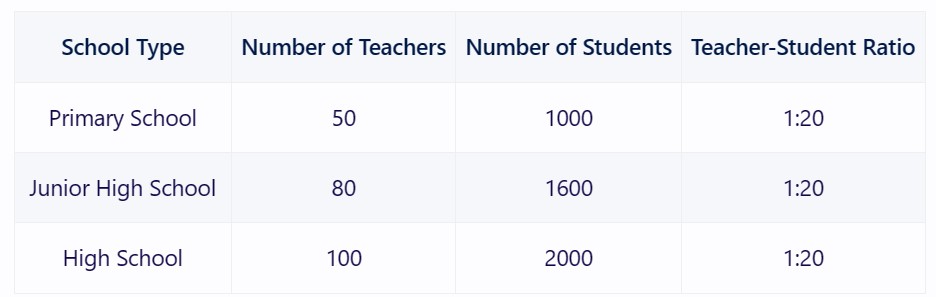 School Type Number of Teachers Number of Students Teacher-Student Ratio
Primary School 50 1000 1:20
Junior High School 80 1600 1:20
High School 100 2000 1:20